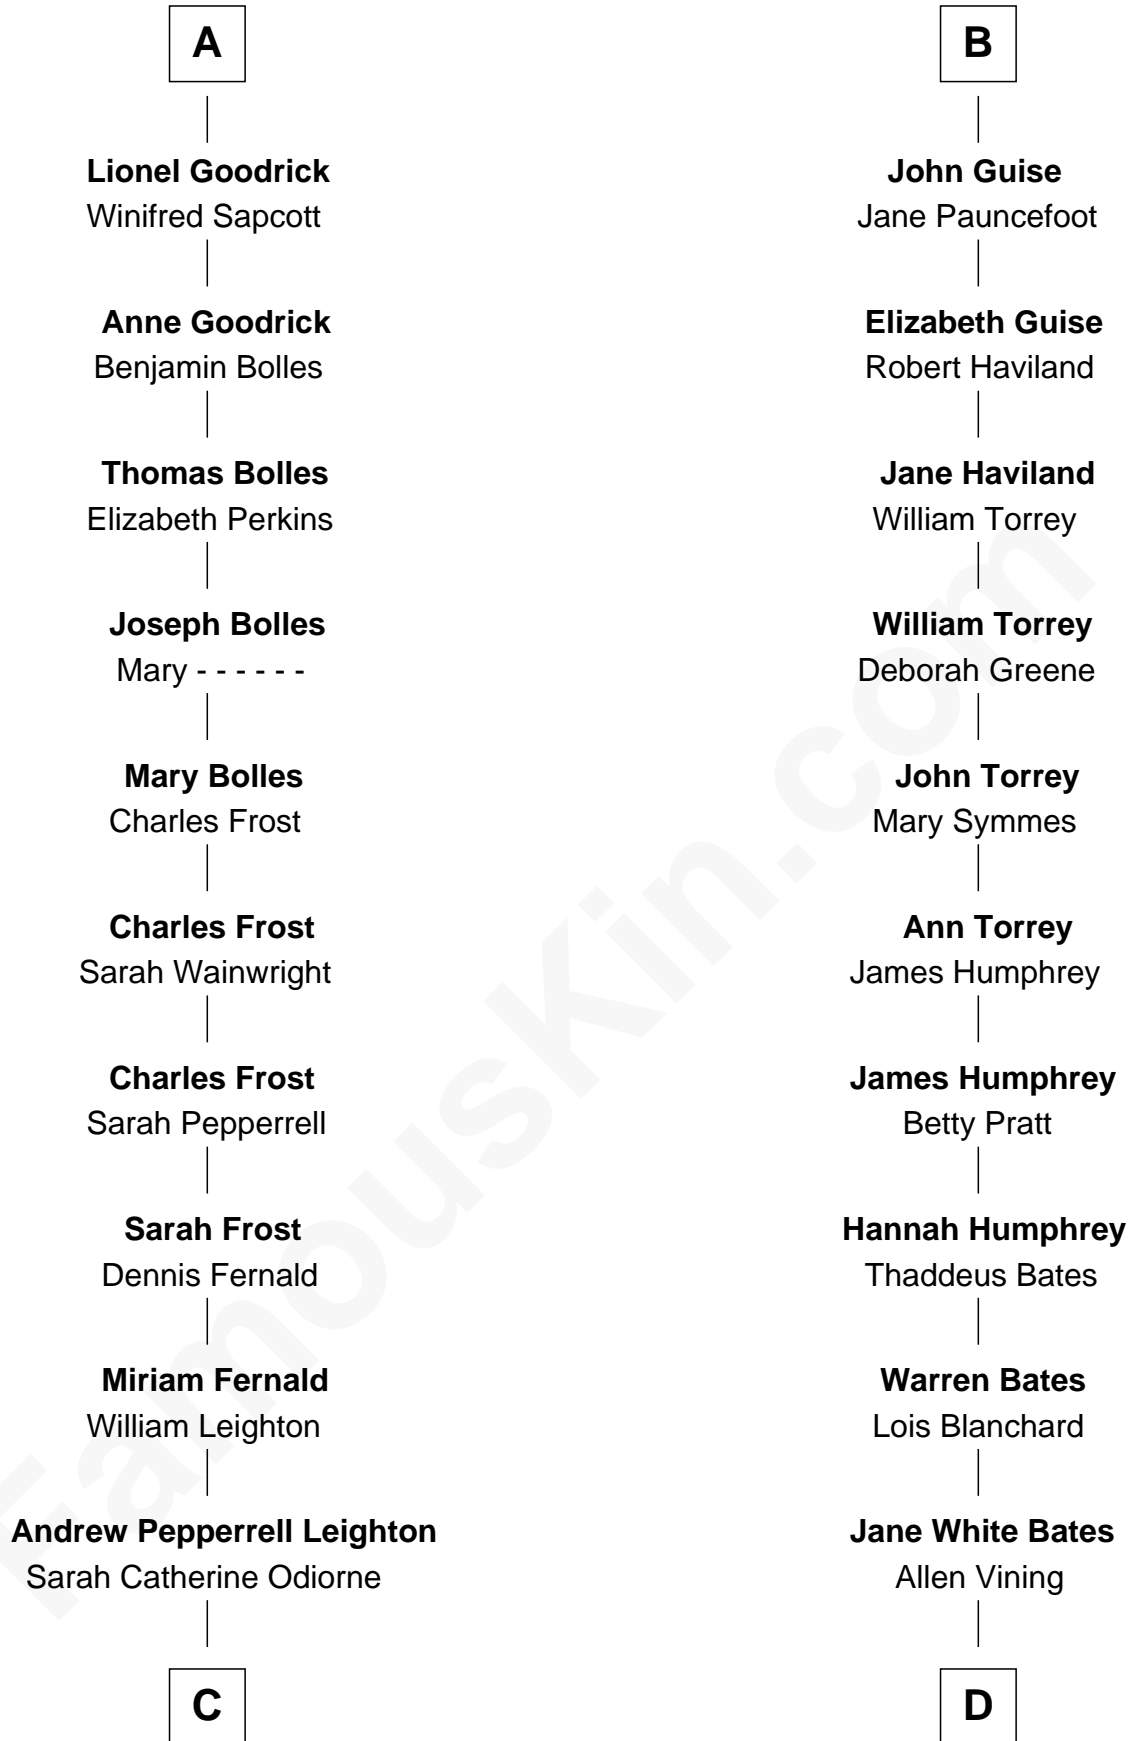 A
Lionel Goodrick
Winifred Sapcott
Anne Goodrick
Benjamin Bolles
Thomas Bolles
Elizabeth Perkins
Joseph Bolles
Mary - - - - - -
Mary Bolles
Charles Frost
Charles Frost
Sarah Wainwright
Charles Frost
Sarah Pepperrell
Sarah Frost
Dennis Fernald
Miriam Fernald
William Leighton
Andrew Pepperrell Leighton
Sarah Catherine Odiorne
C
B
John Guise
Jane Pauncefoot
Elizabeth Guise
Robert Haviland
Jane Haviland
William Torrey
William Torrey
Deborah Greene
John Torrey
Mary Symmes
Ann Torrey
James Humphrey
James Humphrey
Betty Pratt
Hannah Humphrey
Thaddeus Bates
Warren Bates
Lois Blanchard
Jane White Bates
Allen Vining
D
FamousKin.com